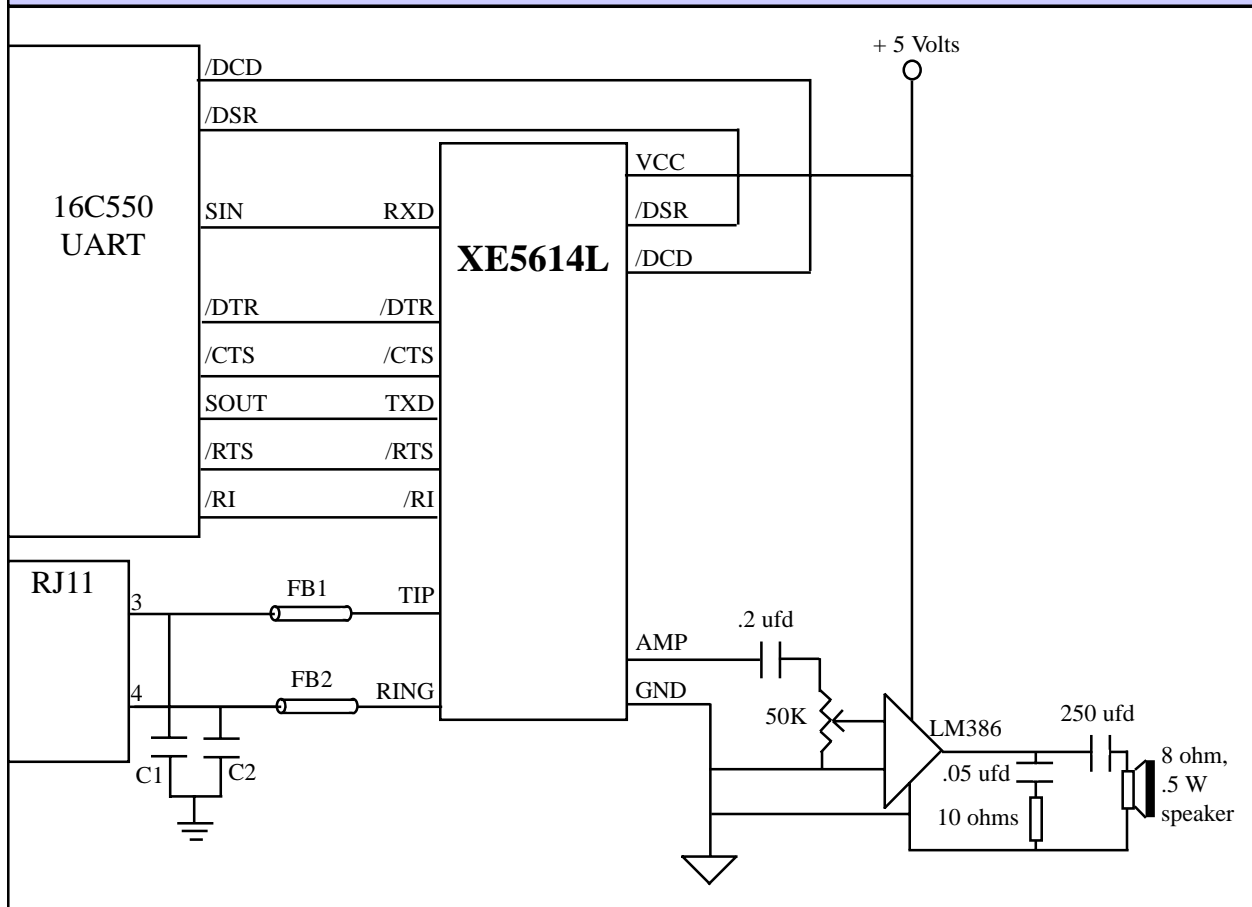 + 5 Volts
/DCD
/DSR
VCC
16C550
UART
SIN
RXD
/DSR
XE5614L
/DCD
/DTR
/DTR
/CTS
/CTS
SOUT
TXD
/RTS
/RTS
/RI
/RI
RJ11
3
FB1
TIP
.2 ufd
AMP
4
FB2
RING
GND
50K
LM386
250 ufd
C1
C2
.05 ufd
10 ohms
8 ohm,
.5 W
speaker